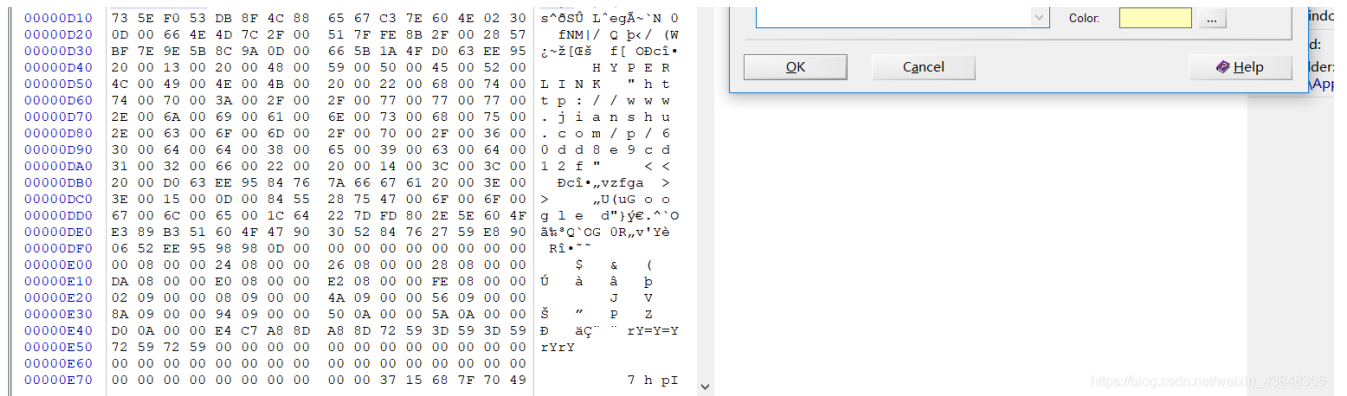 00000D10 73 5E F0 53 DB 8F 4C 88 65 67 C3 7E 60 4E 02 30 s^ðSÛ L^egÃ~`N 0
00000D20 0D 00 66 4E 4D 7C 2F 00 51 7F FE 8B 2F 00 28 57 fNM|/ Q þ‹/ (W
00000D30 BF 7E 9E 5B 8C 9A 0D 00 66 5B 1A 4F D0 63 EE 95 ¿~ž[Œš f[ OÐcî•
00000D40 20 00 13 00 20 00 48 00 59 00 50 00 45 00 52 00 H Y P E R
00000D50 4C 00 49 00 4E 00 4B 00 20 00 22 00 68 00 74 00 L I N K " h t
00000D60 74 00 70 00 3A 00 2F 00 2F 00 77 00 77 00 77 00 t p : / / w w w
00000D70 2E 00 6A 00 69 00 61 00 6E 00 73 00 68 00 75 00 . j i a n s h u
00000D80 2E 00 63 00 6F 00 6D 00 2F 00 70 00 2F 00 36 00 . c o m / p / 6
00000D90 30 00 64 00 64 00 38 00 65 00 39 00 63 00 64 00 0 d d 8 e 9 c d
00000DA0 31 00 32 00 66 00 22 00 20 00 14 00 3C 00 3C 00 1 2 f " < <
00000DB0 20 00 D0 63 EE 95 84 76 7A 66 67 61 20 00 3E 00 Ðcî•„vzfga >
00000DC0 3E 00 15 00 0D 00 84 55 28 75 47 00 6F 00 6F 00 > „U(uG o o
00000DD0 67 00 6C 00 65 00 1C 64 22 7D FD 80 2E 5E 60 4F g l e d"}ý€.^`O
00000DE0 E3 89 B3 51 60 4F 47 90 30 52 84 76 27 59 E8 90 ã‰³Q`OG 0R„v'Yè
00000DF0 06 52 EE 95 98 98 0D 00 00 00 00 00 00 00 00 00 Rî•˜˜
00000E00 00 08 00 00 24 08 00 00 26 08 00 00 28 08 00 00 $ & (
00000E10 DA 08 00 00 E0 08 00 00 E2 08 00 00 FE 08 00 00 Ú à â þ
00000E20 02 09 00 00 08 09 00 00 4A 09 00 00 56 09 00 00 J V
00000E30 8A 09 00 00 94 09 00 00 50 0A 00 00 5A 0A 00 00 Š ” P Z
00000E40 D0 0A 00 00 E4 C7 A8 8D A8 8D 72 59 3D 59 3D 59 Ð äÇ¨ ¨ rY=Y=Y
00000E50 72 59 72 59 00 00 00 00 00 00 00 00 00 00 00 00 rYrY
00000E60 00 00 00 00 00 00 00 00 00 00 00 00 00 00 00 00
00000E70 00 00 00 00 00 00 00 00 00 00 37 15 68 7F 70 49 7 h pI
Color: ...
OK Cancel Help
indo
d:
lder:
\App
https://blog.csdn.net/weixin_43848306